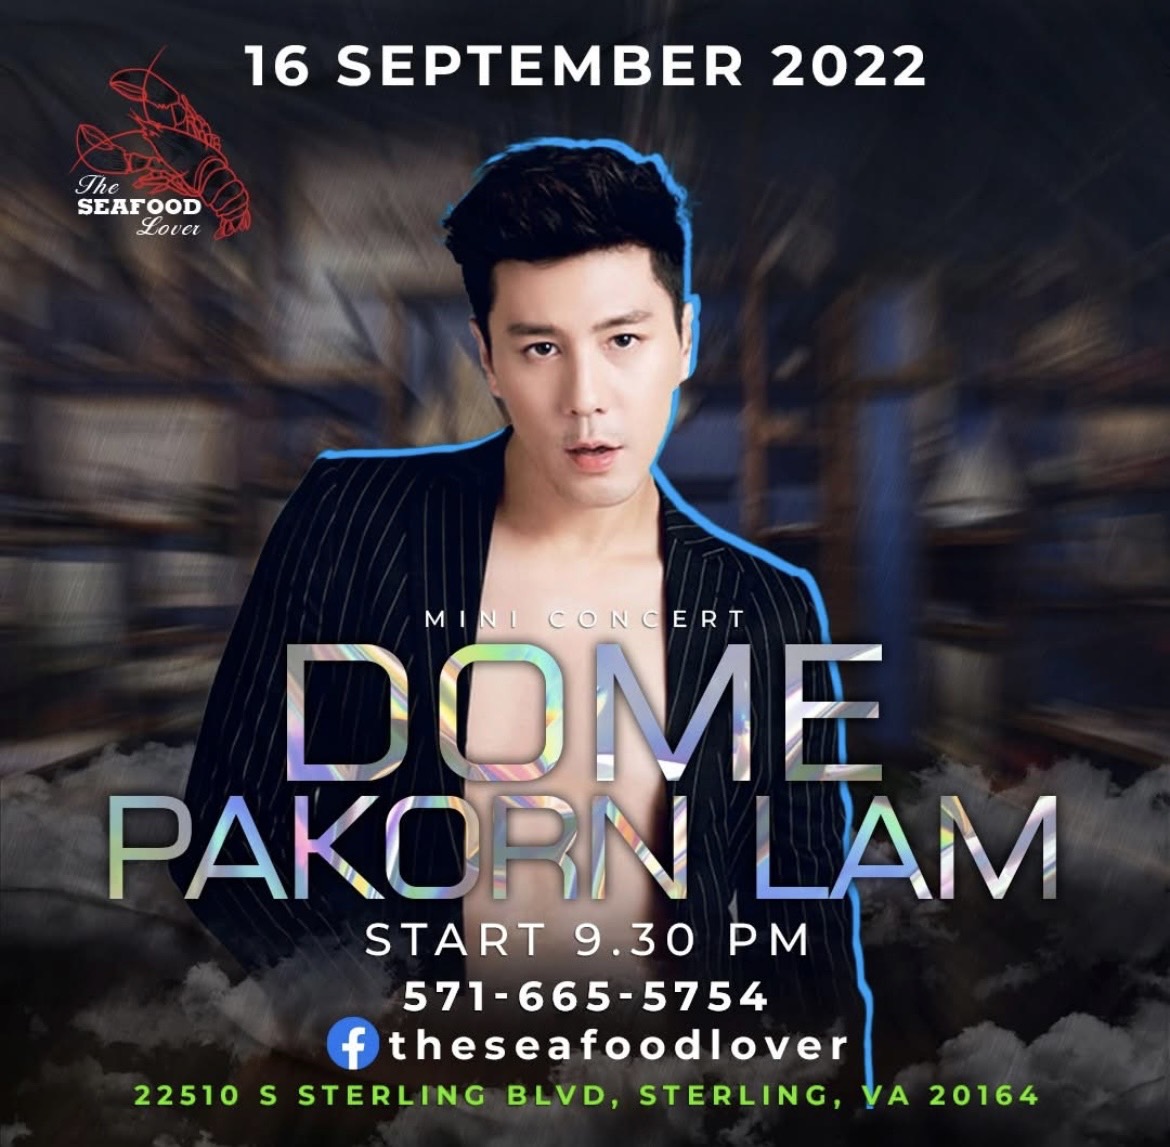 16 SEPTEMBER 2022
The
SEAFOOD
Lover
MINI CONCERT
DOME
PAKORN LAM
START 9.30 PM
571-665-5754
theseafoodlover
22510 S STERLING BLVD, STERLING, VA 20164